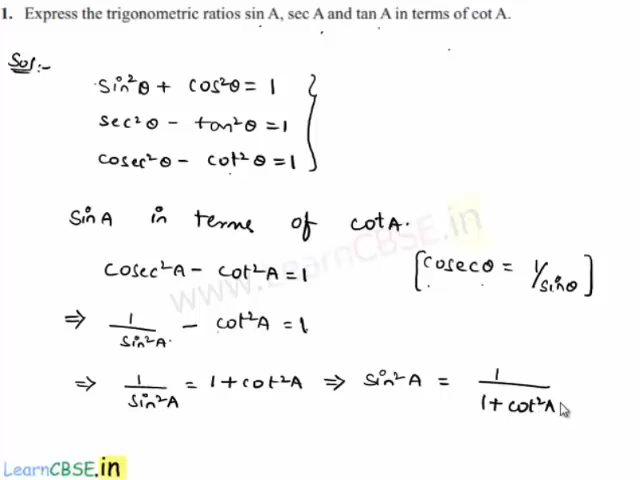 1. Express the trigonometric ratios sin A, sec A and tan A in terms of cot A.
Sol:-
sin²θ + cos²θ = 1
sec²θ - tan²θ = 1
cosec²θ - cot²θ = 1
sin A in terms of cot A.
cosec²A - cot²A = 1 [cosecθ = 1/sinθ]
⇒ 1/sin²A - cot²A = 1
⇒ 1/sin²A = 1 + cot²A ⇒ sin²A = 1/1 + cot²A
www.LearnCBSE.in
LearnCBSE.in